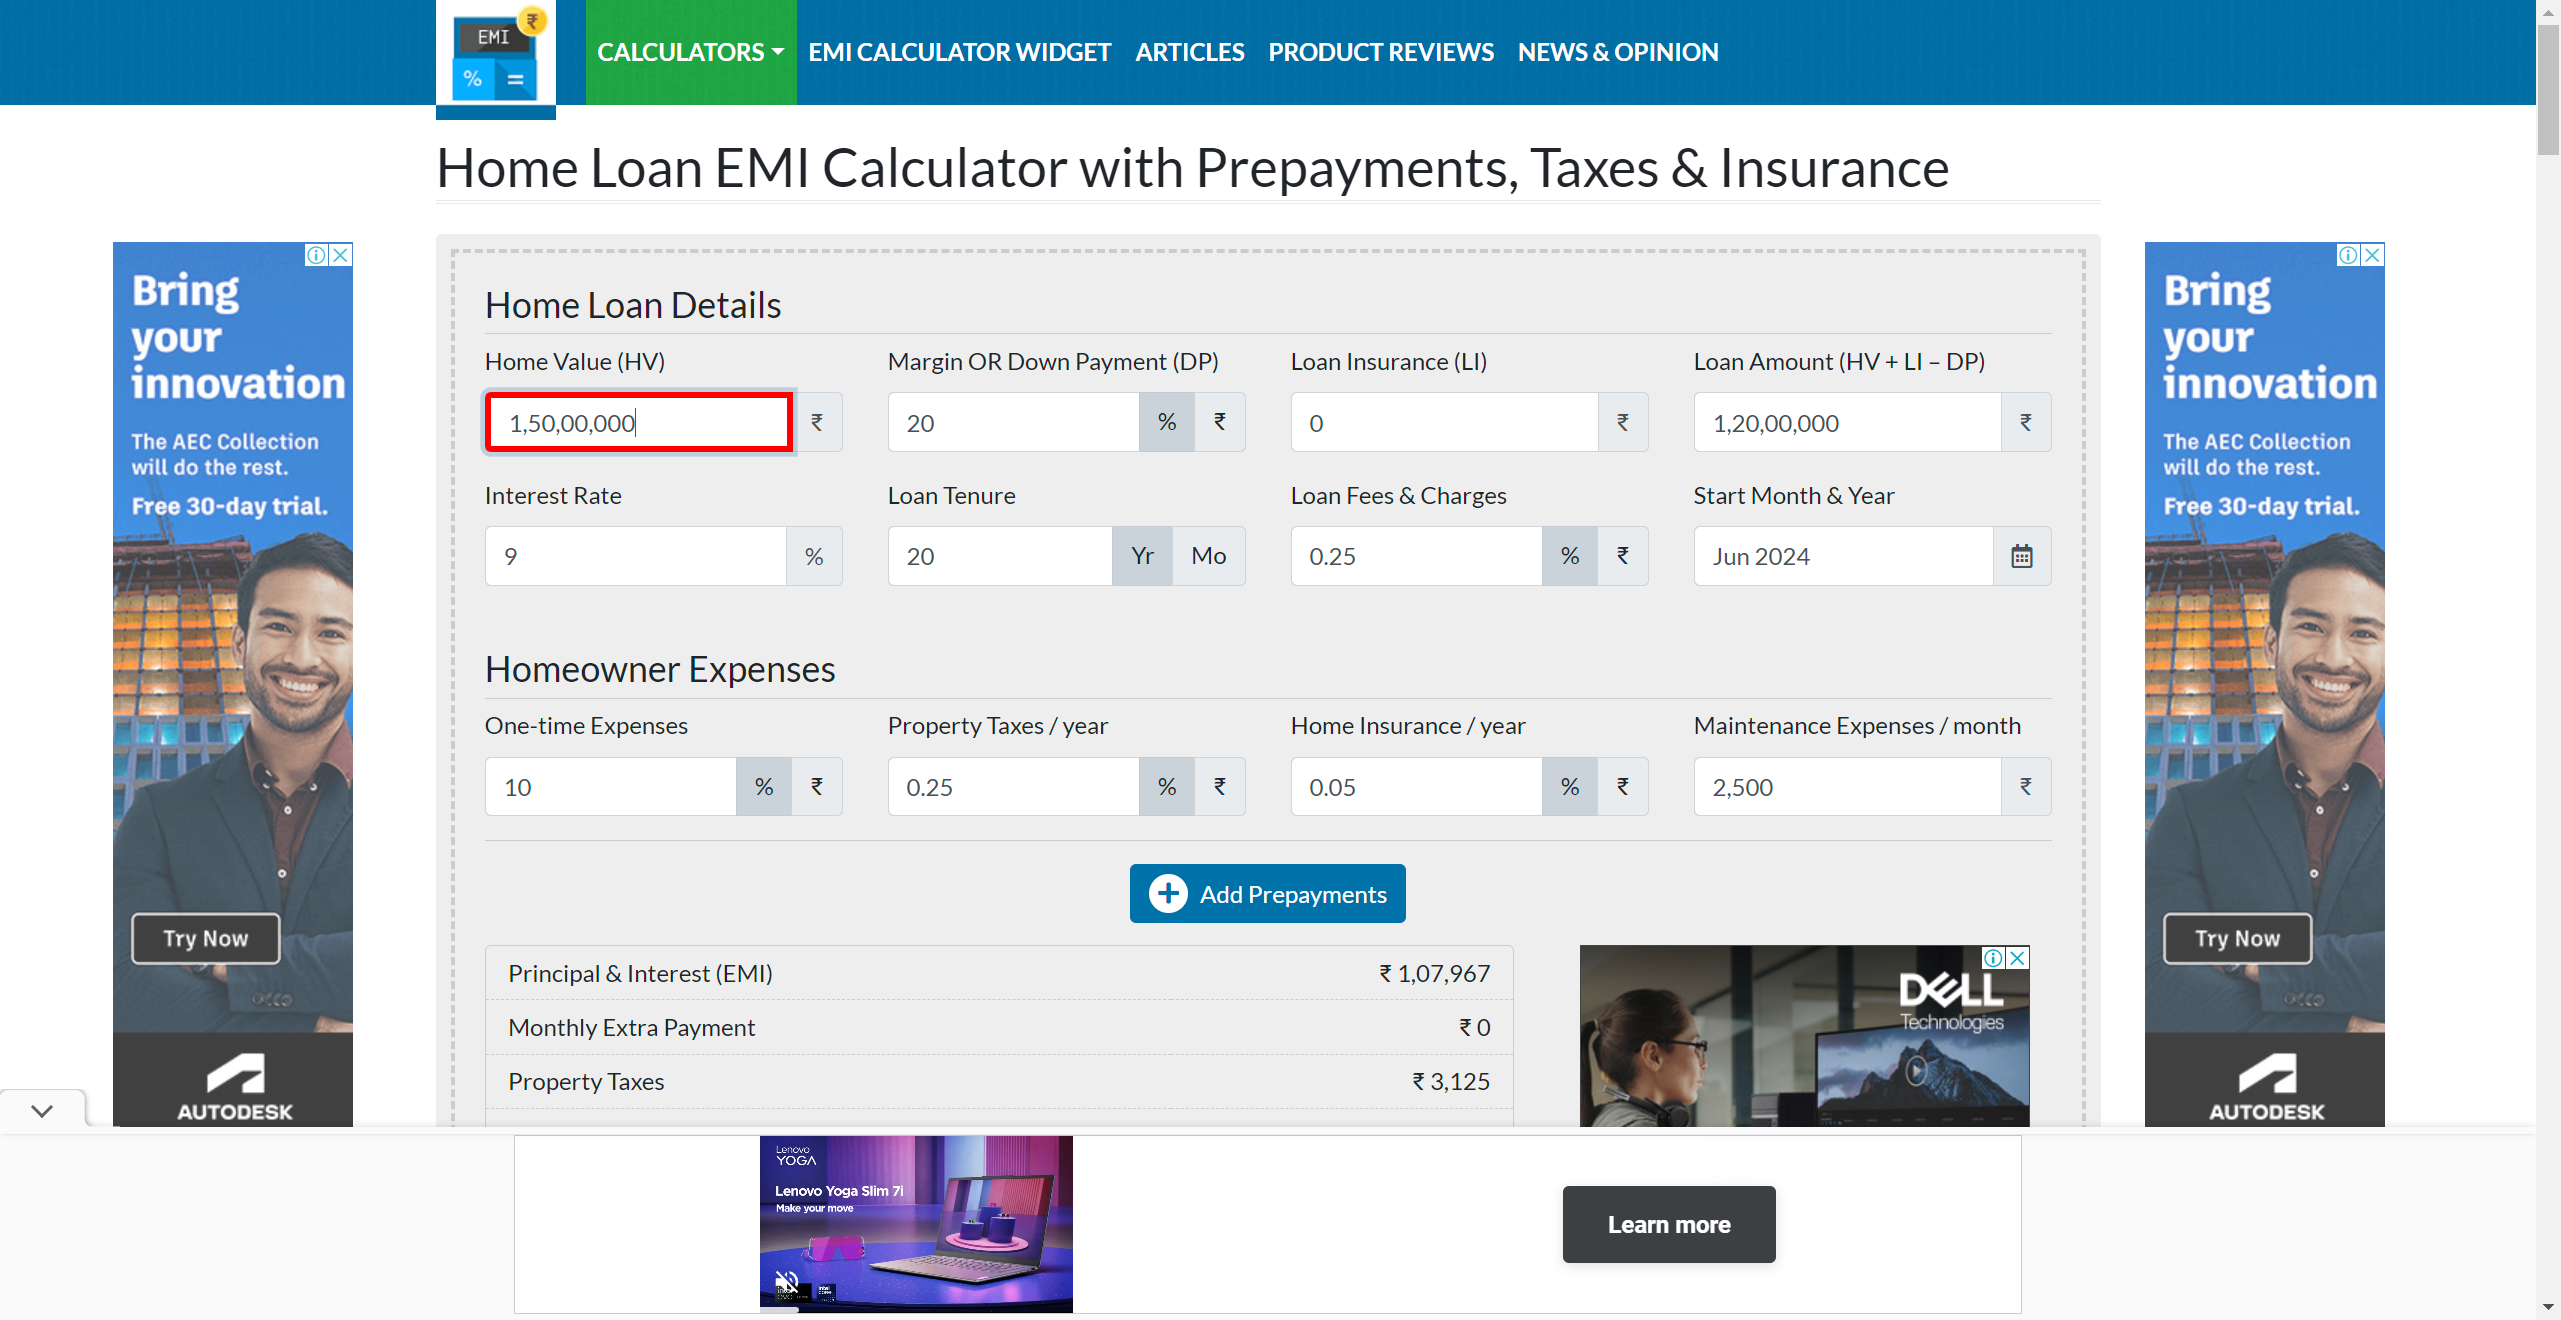 EMI
₹
%
=
CALCULATORS
EMI CALCULATOR WIDGET
ARTICLES
PRODUCT REVIEWS
NEWS & OPINION
Home Loan EMI Calculator with Prepayments, Taxes & Insurance
Bring
your
innovation
The AEC Collection
will do the rest.
Free 30-day trial.
Try Now
AUTODESK
Home Loan Details
Home Value (HV)
1,50,00,000
₹
Margin OR Down Payment (DP)
20
%
₹
Loan Insurance (LI)
0
₹
Loan Amount (HV + LI – DP)
1,20,00,000
₹
Interest Rate
9
%
Loan Tenure
20
Yr
Mo
Loan Fees & Charges
0.25
%
₹
Start Month & Year
Jun 2024
Homeowner Expenses
One-time Expenses
10
%
₹
Property Taxes / year
0.25
%
₹
Home Insurance / year
0.05
%
₹
Maintenance Expenses / month
2,500
₹
Add Prepayments
Principal & Interest (EMI)
₹ 1,07,967
Monthly Extra Payment
₹ 0
Property Taxes
₹ 3,125
DELL
Technologies
Bring
your
innovation
The AEC Collection
will do the rest.
Free 30-day trial.
Try Now
AUTODESK
Lenovo
YOGA
Lenovo Yoga Slim 7i
Make your move
Learn more